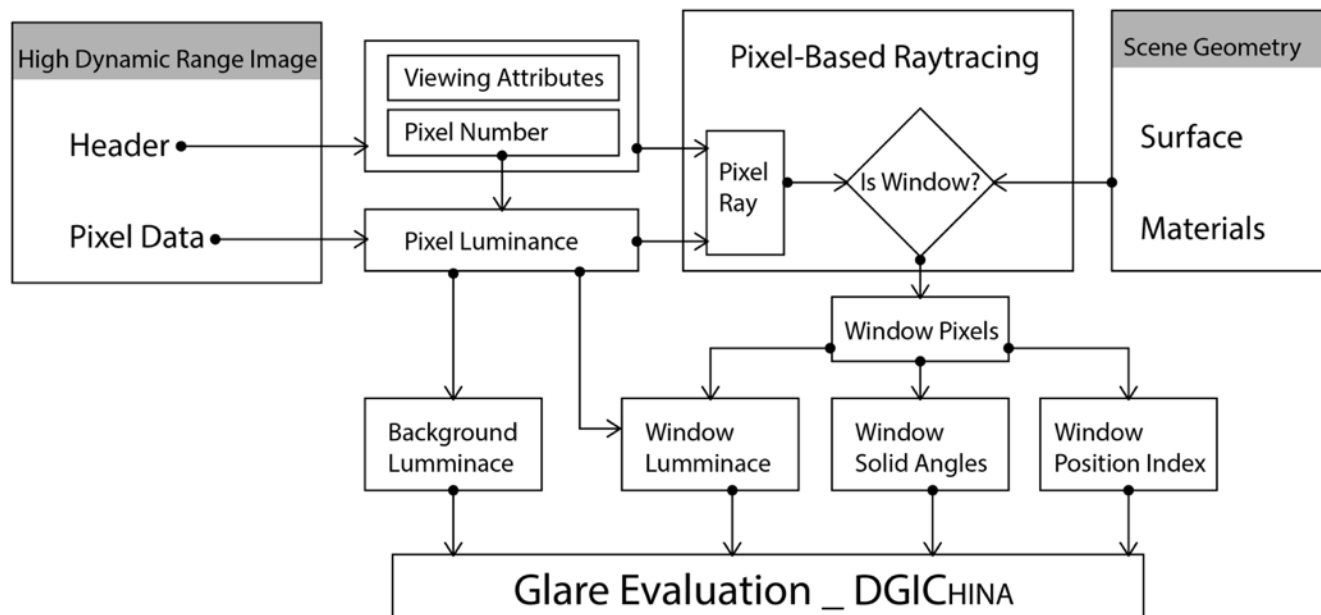 High Dynamic Range Image
Header
Pixel Data
Viewing Attributes
Pixel Number
Pixel Luminance
Pixel-Based Raytracing
Pixel
Ray
Is Window?
Scene Geometry
Surface
Materials
Window Pixels
Background
Lumminace
Window
Lumminace
Window
Solid Angles
Window
Position Index
Glare Evaluation _ DGICHINA